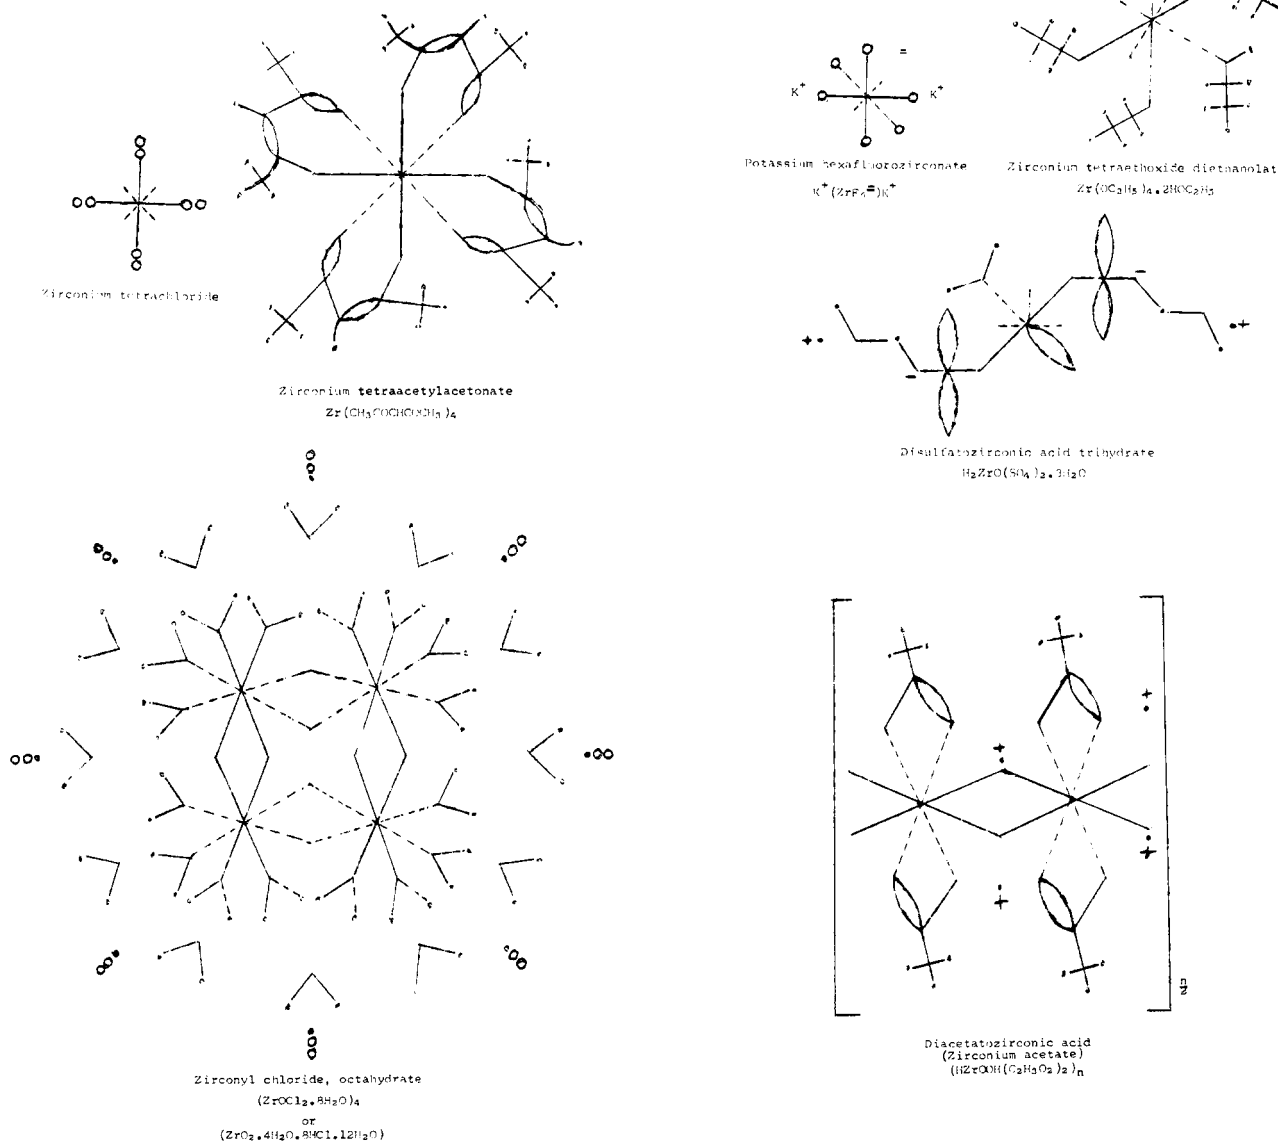 K⁺
=
K⁺
Potassium hexafluorozirconate
K⁺(ZrF₆⁼)K⁺
Zirconium tetraethoxide diethanolat
Zr(OC₂H₅)₄.2HOC₂H₅
Zirconium tetrachloride
Zirconium tetraacetylacetonate
Zr(CH₃COCHCOCH₃)₄
+
-
-
+
Disulfatozirconic acid trihydrate
H₂ZrO(SO₄)₂.3H₂O
+
+
+
+
n/2
Zirconyl chloride, octahydrate
(ZrOCl₂.8H₂O)₄
or
(ZrO₂.4H₂O.8HCl.12H₂O)
Diacetatozirconic acid
(Zirconium acetate)
(HZrOOH(C₂H₃O₂)₂)n